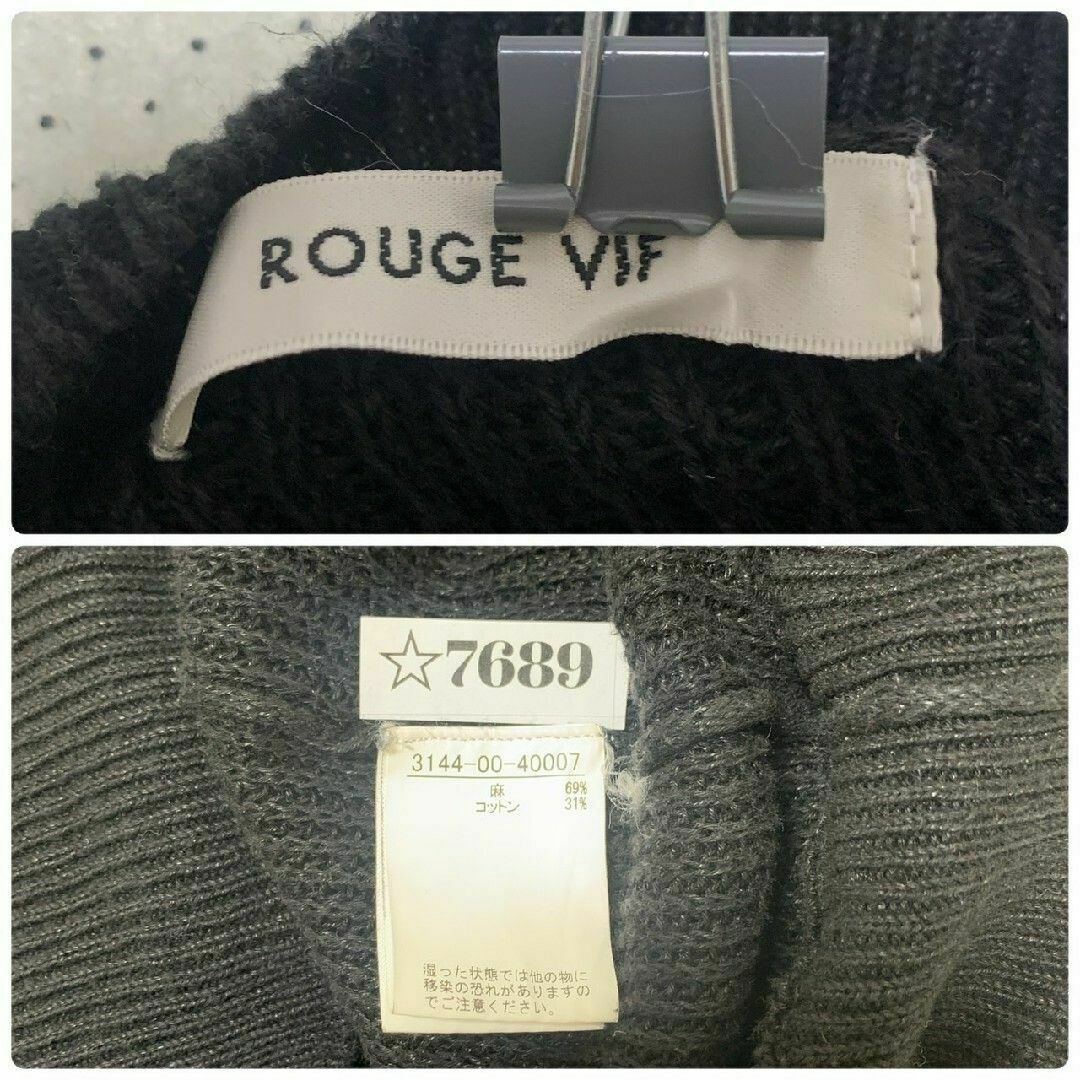 ROUGE VIF
☆7689
3144-00-40007
麻 69%
コットン 31%
湿った状態では他の物に
移染の恐れがありますの
でご注意ください。